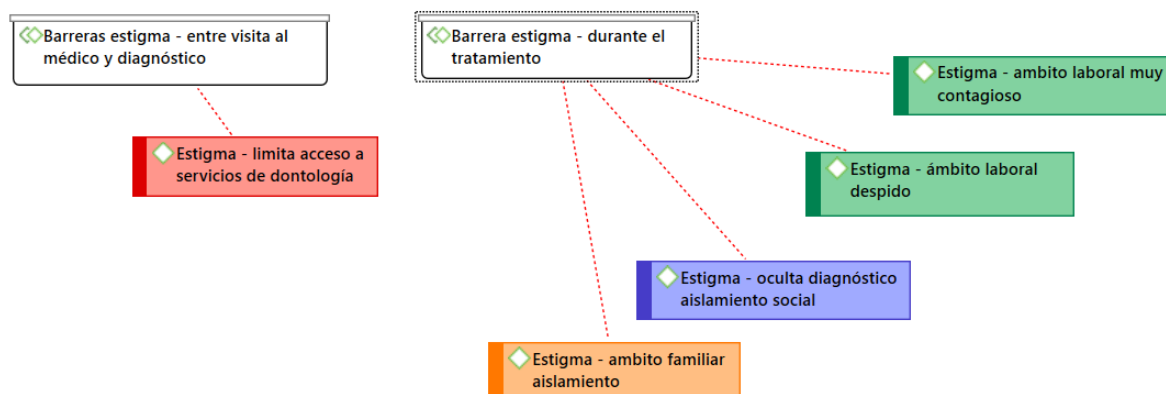 Barreras estigma - entre visita al
médico y diagnóstico
Barrera estigma - durante el
tratamiento
Estigma - ambito laboral muy
contagioso
Estigma - limita acceso a
servicios de dontología
Estigma - ámbito laboral
despido
Estigma - oculta diagnóstico
aislamiento social
Estigma - ambito familiar
aislamiento